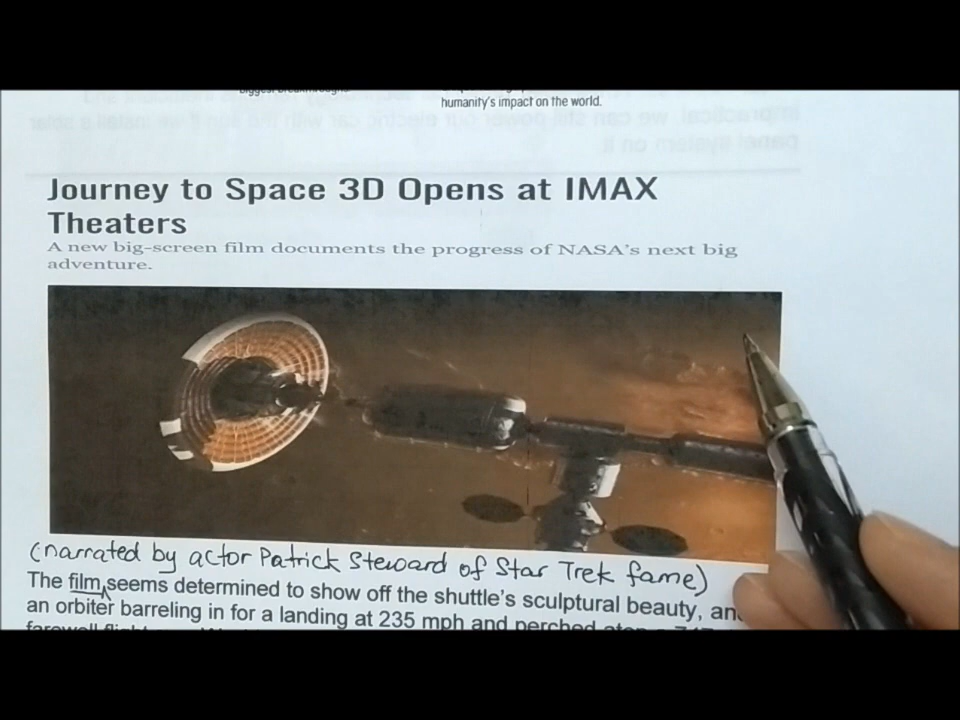 humanity's impact on the world.
Journey to Space 3D Opens at IMAX
Theaters
A new big-screen film documents the progress of NASA's next big
adventure.
(narrated by actor Patrick Steward of Star Trek fame)
The film seems determined to show off the shuttle's sculptural beauty,
an orbiter barreling in for a landing at 235 mph and perched atop a